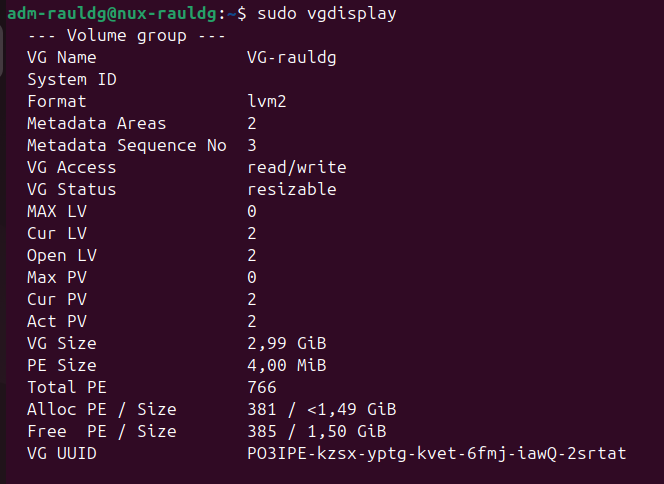 adm-rauldg@nux-rauldg:~$ sudo vgdisplay
--- Volume group ---
VG Name VG-rauldg
System ID
Format lvm2
Metadata Areas 2
Metadata Sequence No 3
VG Access read/write
VG Status resizable
MAX LV 0
Cur LV 2
Open LV 2
Max PV 0
Cur PV 2
Act PV 2
VG Size 2,99 GiB
PE Size 4,00 MiB
Total PE 766
Alloc PE / Size 381 / <1,49 GiB
Free PE / Size 385 / 1,50 GiB
VG UUID PO3IPE-kzsx-yptg-kvet-6fmj-iawQ-2srtat